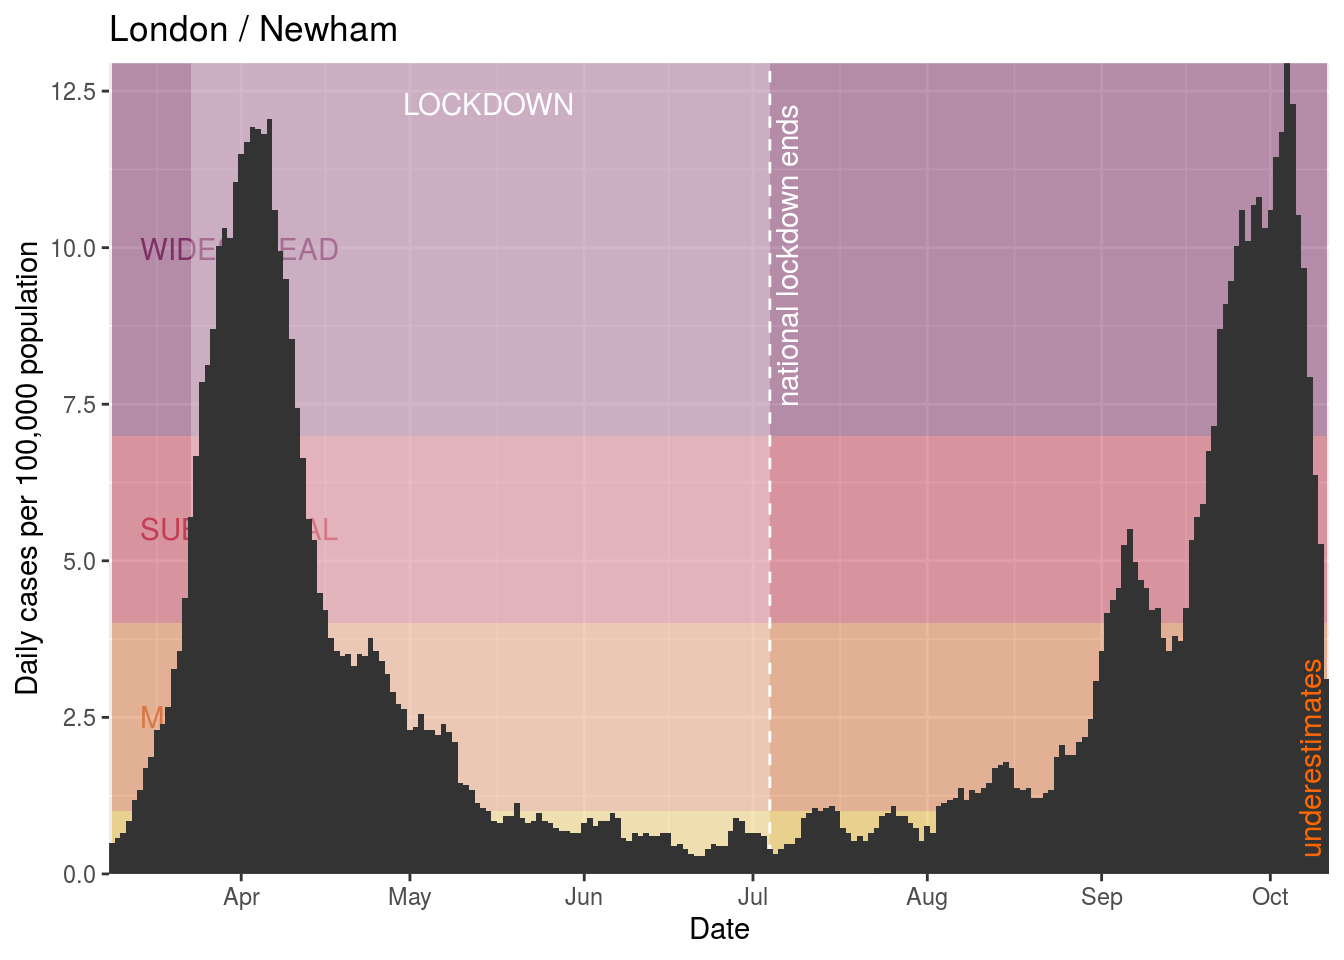 London / Newham
12.5
10.0
7.5
5.0
2.5
0.0
Daily cases per 100,000 population
LOCKDOWN
national lockdown ends
underestimates
Apr
May
Jun
Jul
Aug
Sep
Oct
Date